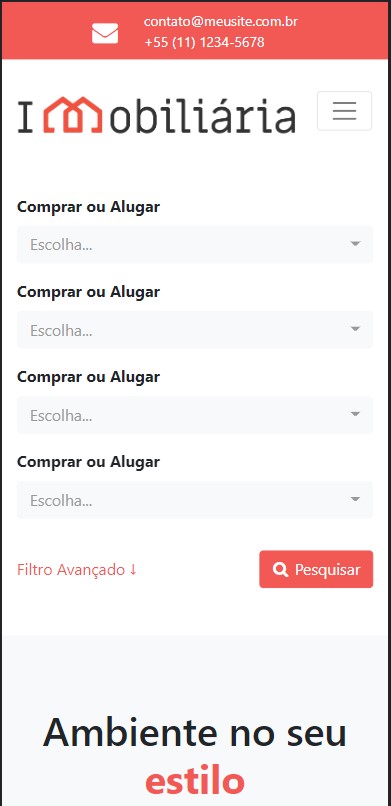 contato@meusite.com.br
+55 (11) 1234-5678
Imobiliária
Comprar ou Alugar
Escolha...
Comprar ou Alugar
Escolha...
Comprar ou Alugar
Escolha...
Comprar ou Alugar
Escolha...
Filtro Avançado ↓
Pesquisar
Ambiente no seu
estilo